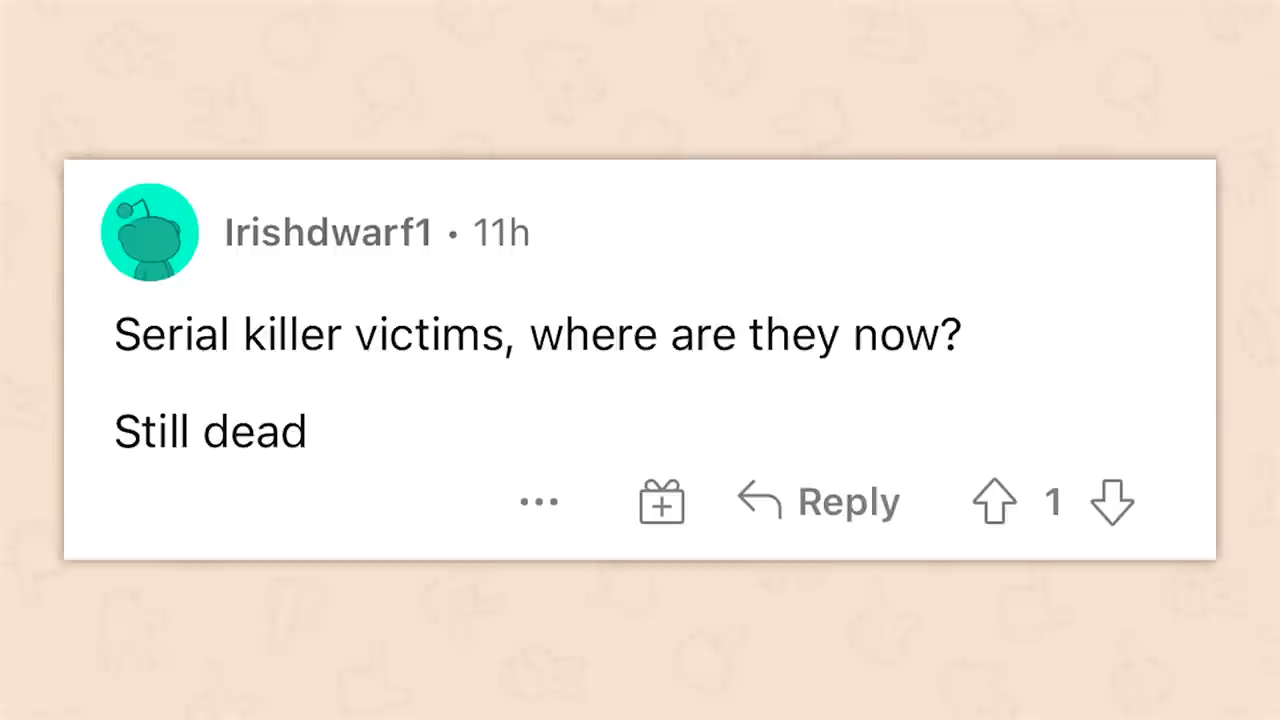 Irishdwarf1 • 11h
Serial killer victims, where are they now?
Still dead
Reply 1